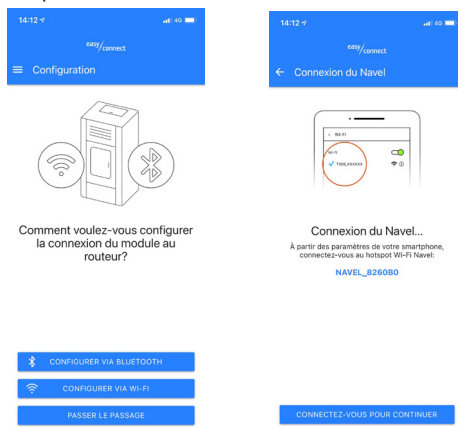 14:12
4G
easy/connect
Configuration
Comment voulez-vous configurer
la connexion du module au
routeur?
CONFIGURER VIA BLUETOOTH
CONFIGURER VIA WI-FI
PASSER LE PASSAGE
14:12
4G
easy/connect
Connexion du Navel
Wi-Fi
Wi-Fi
Connexion du Navel...
À partir des paramètres de votre smartphone,
connectez-vous au hotspot Wi-Fi Navel:
NAVEL_8260B0
CONNECTEZ-VOUS POUR CONTINUER